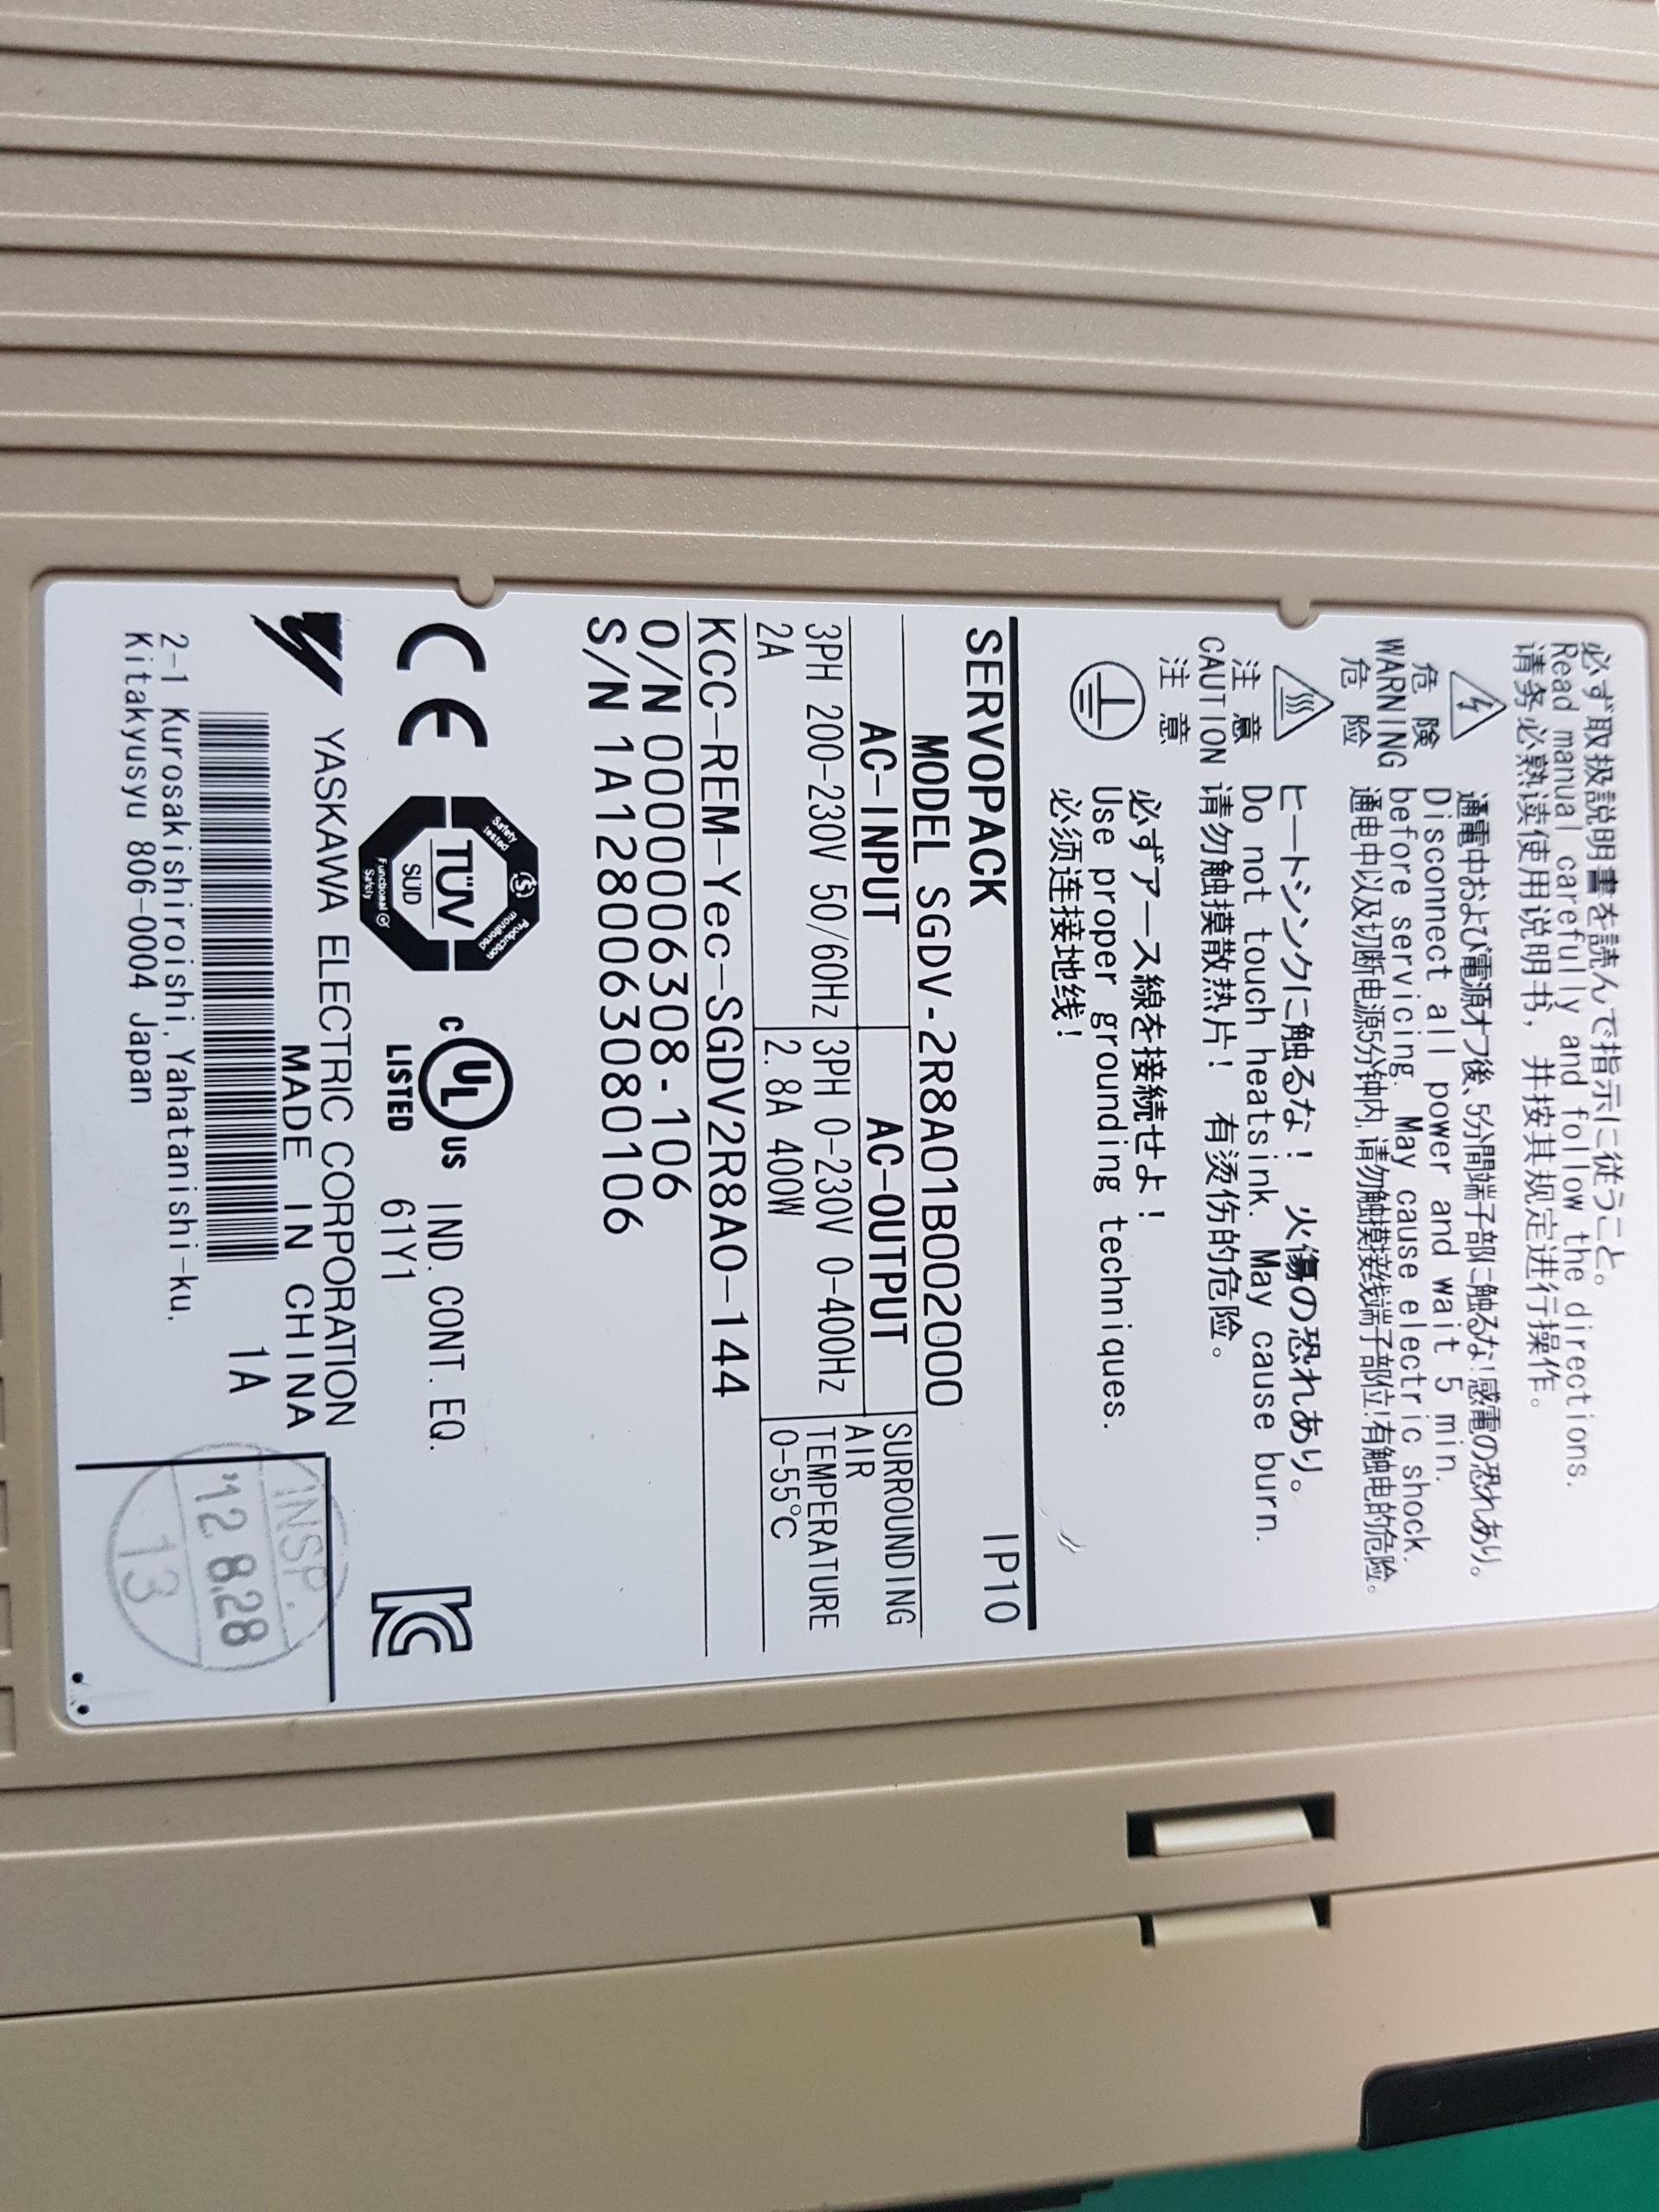 必ず取扱説明書を読んで指示に従うこと。
Read manual carefully and follow the directions.
请务必熟读使用说明书，并按其规定进行操作。
危 険
WARNING
危 险
通電中および電源オフ後、5分間端子部に触るな!感電の恐れあり。
Disconnect all power and wait 5 min.
before servicing. May cause electric shock.
通电中以及切断电源5分钟内,请勿触摸接线端子部位!有触电的危险。
注 意
CAUTION
注 意
ヒートシンクに触るな! 火傷の恐れあり。
Do not touch heatsink. May cause burn.
请勿触摸散热片! 有烫伤的危险。
必ずアース線を接続せよ!
Use proper grounding techniques.
必须连接地线!
SERVOPACK IP10
MODEL SGDV-2R8A01B002000
AC-INPUT AC-OUTPUT SURROUNDING
AIR
TEMPERATURE
0-55℃
3PH 200-230V 50/60Hz 3PH 0-230V 0-400Hz
2A 2.8A 400W
KCC-REM-Yec-SGDV2R8A0-144
O/N 00000006308-106
S/N 1A1280063080106
CE
Safety tested
Production monitored
TÜV
SÜD
Functional Safety
C UL US
LISTED
IND. CONT. EQ.
61Y1
YASKAWA ELECTRIC CORPORATION
MADE IN CHINA
1A
2-1 Kurosakishiroishi, Yahatanishi-ku,
Kitakyusyu 806-0004 Japan
INSP.
'12.8.28
13